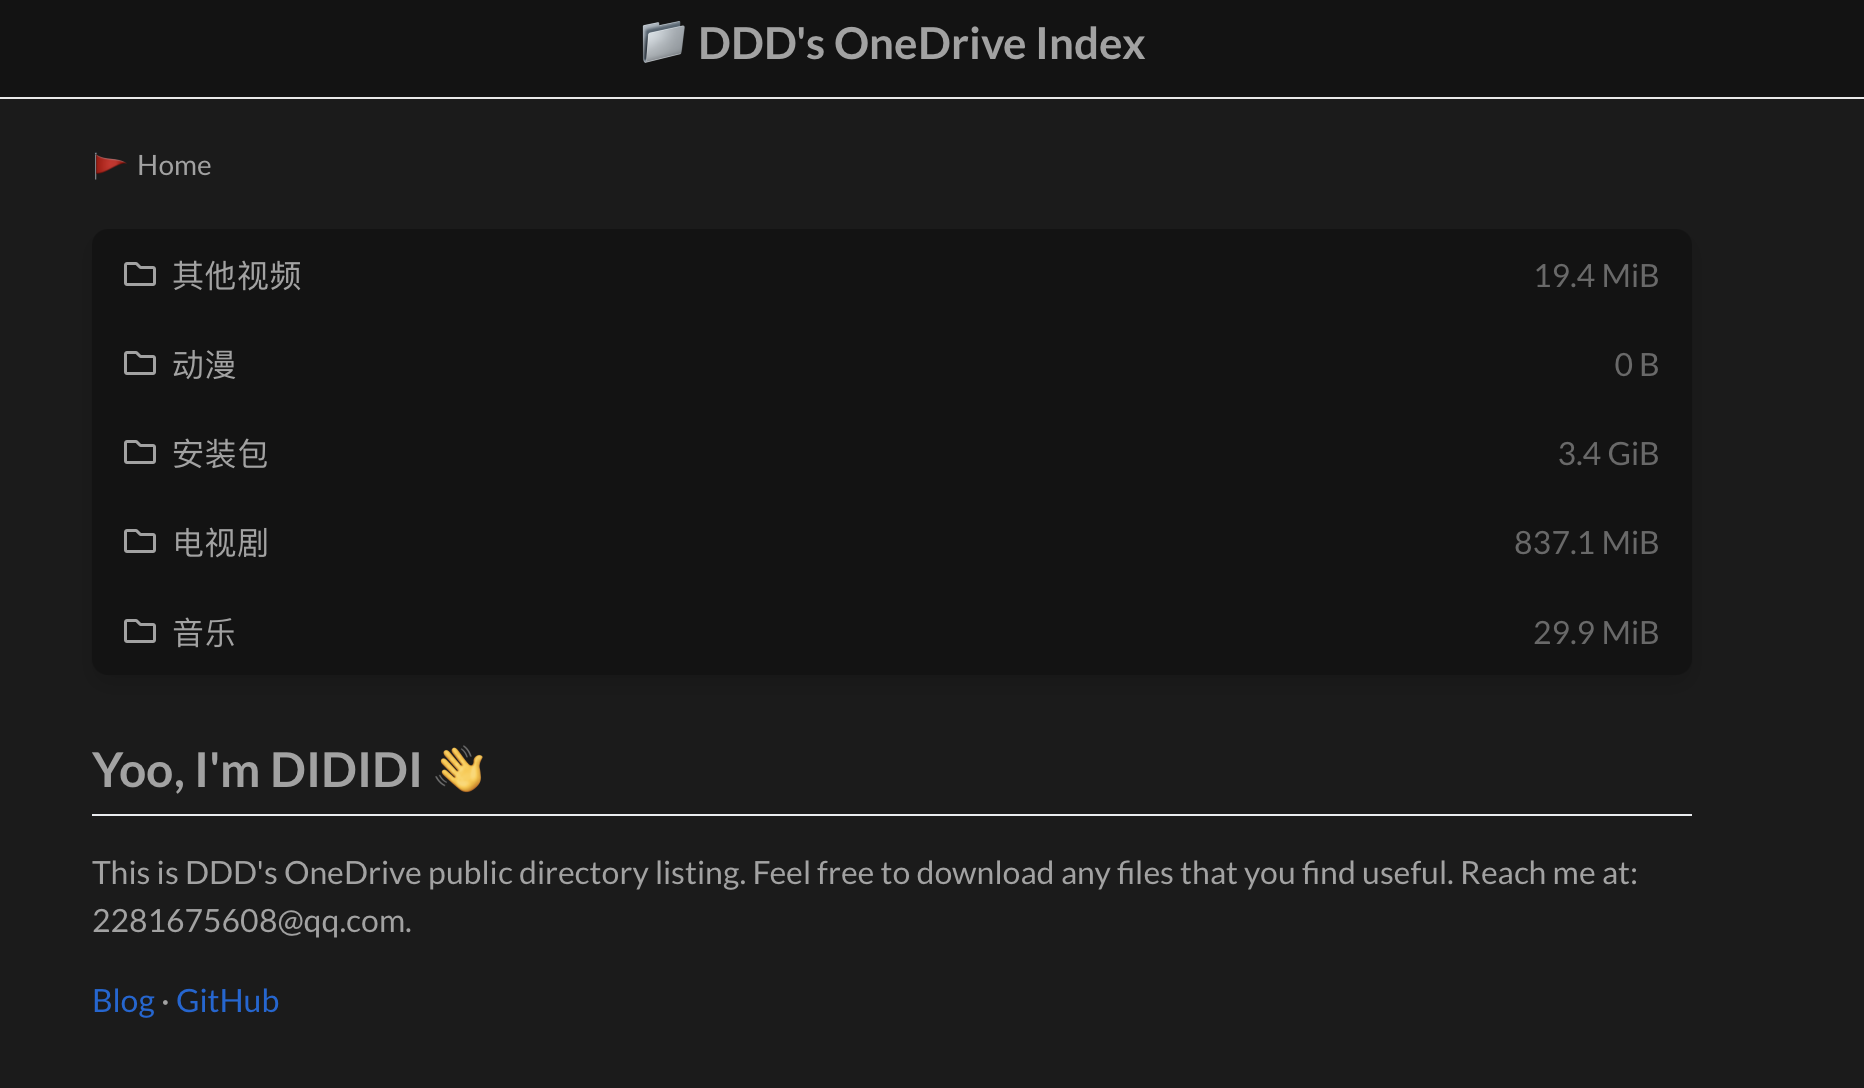 DDD's OneDrive Index
Home
其他视频 19.4 MiB
动漫 0 B
安装包 3.4 GiB
电视剧 837.1 MiB
音乐 29.9 MiB
Yoo, I'm DIDIDI 👋
This is DDD's OneDrive public directory listing. Feel free to download any files that you find useful. Reach me at:
2281675608@qq.com.
Blog · GitHub